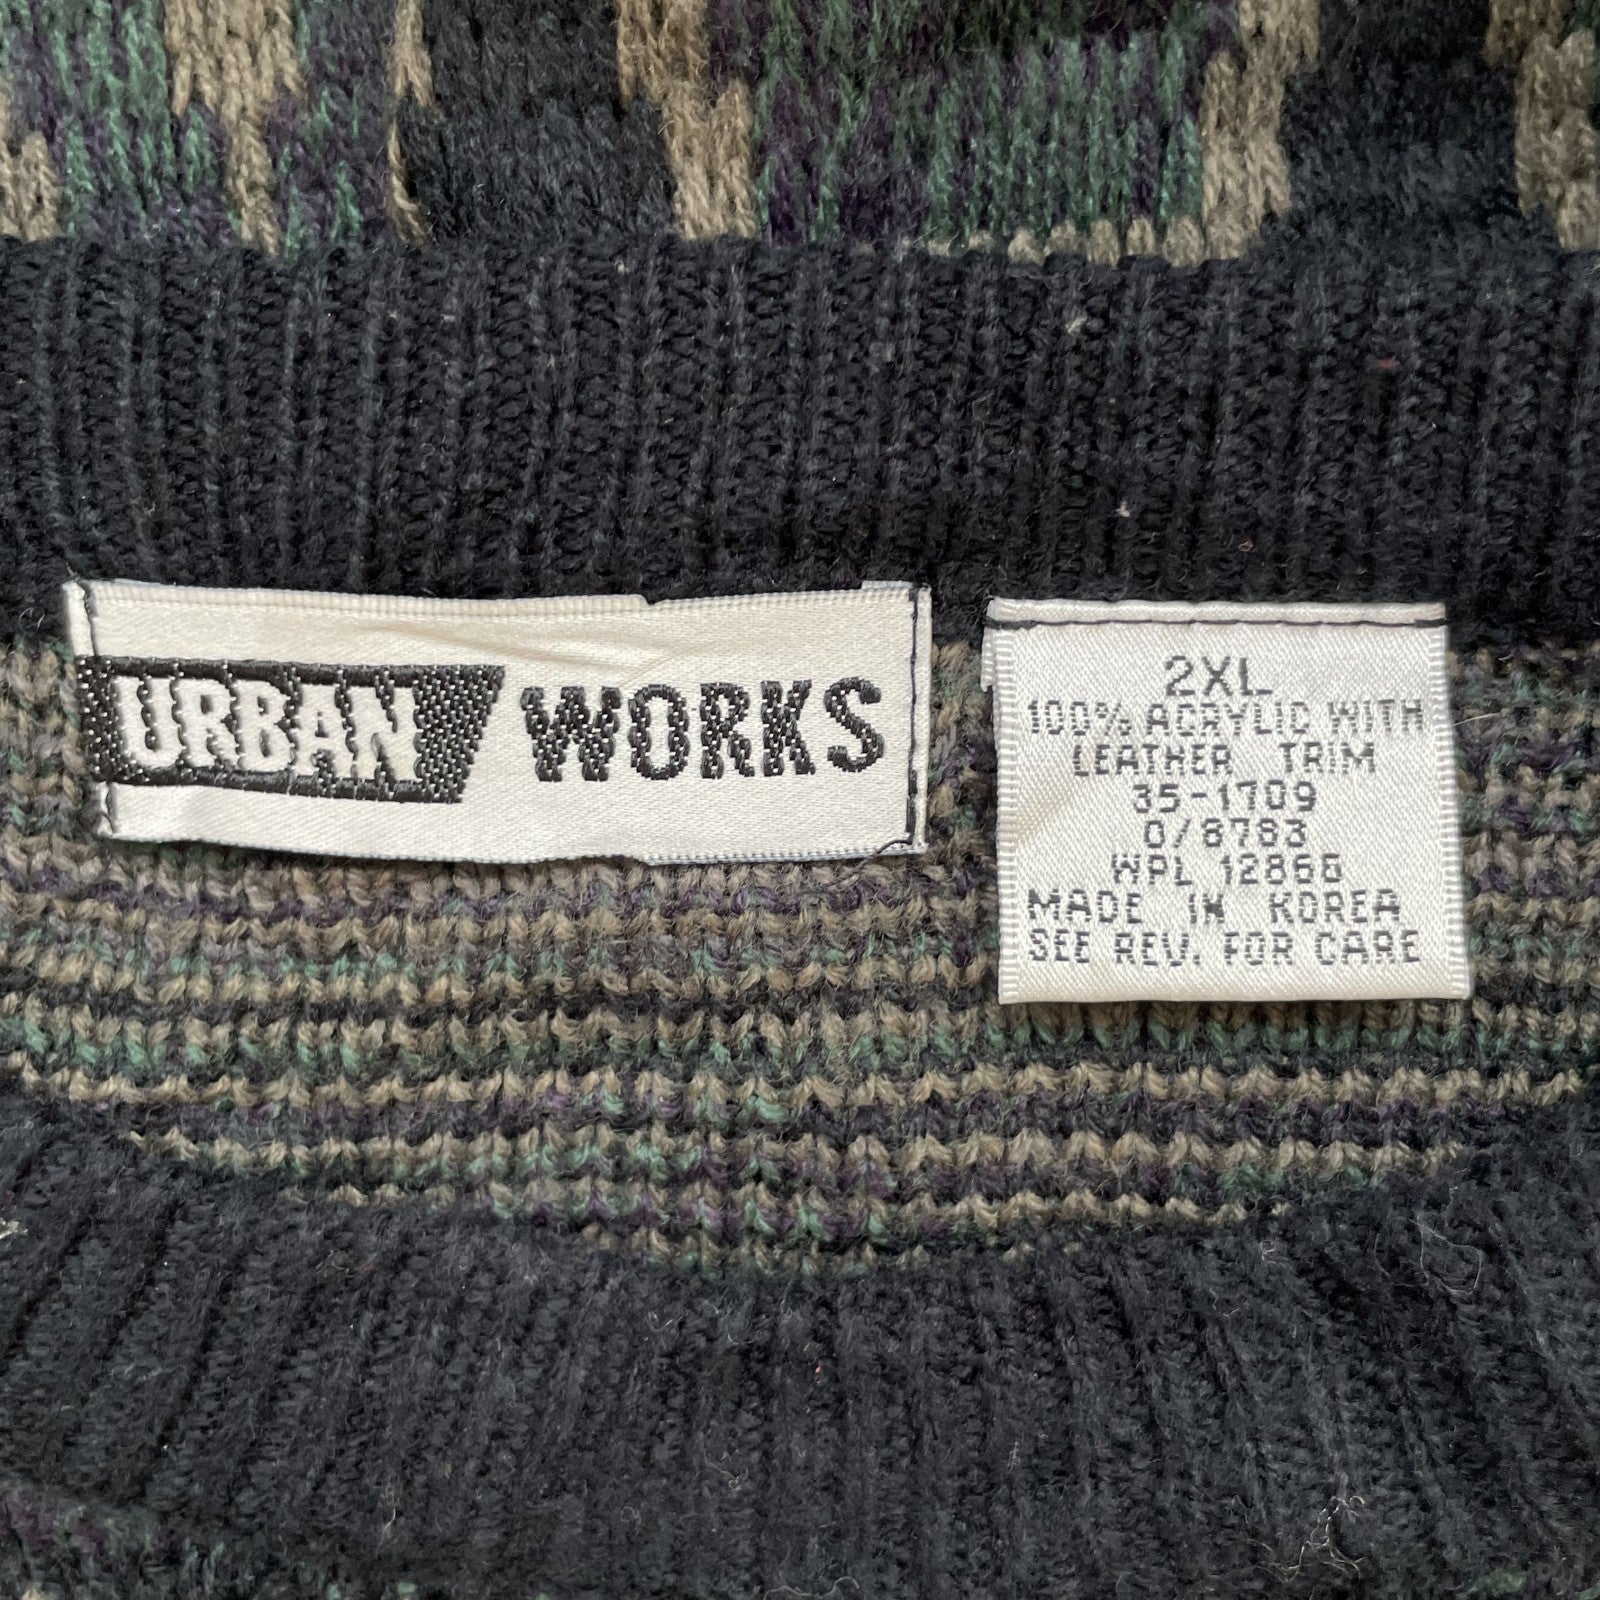 URBAN WORKS
2XL
100% ACRYLIC WITH
LEATHER TRIM
35-1709
0/8783
WPL 12866
MADE IN KOREA
SEE REV. FOR CARE